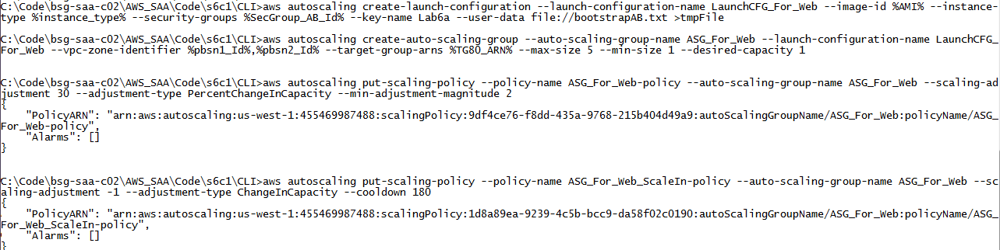 C:\Code\bsg-saa-c02\AWS_SAA\Code\s6c1\CLI>aws autoscaling create-launch-configuration --launch-configuration-name LaunchCFG_For_Web --image-id %AMI% --instance-
type %instance_type% --security-groups %SecGroup_AB_Id% --key-name Lab6a --user-data file://bootstrapAB.txt >tmpFile
C:\Code\bsg-saa-c02\AWS_SAA\Code\s6c1\CLI>aws autoscaling create-auto-scaling-group --auto-scaling-group-name ASG_For_Web --launch-configuration-name LaunchCFG_
For_Web --vpc-zone-identifier %pbsn1_Id%,%pbsn2_Id% --target-group-arns %TG80_ARN% --max-size 5 --min-size 1 --desired-capacity 1
C:\Code\bsg-saa-c02\AWS_SAA\Code\s6c1\CLI>aws autoscaling put-scaling-policy --policy-name ASG_For_Web-policy --auto-scaling-group-name ASG_For_Web --scaling-ad
justment 30 --adjustment-type PercentChangeInCapacity --min-adjustment-magnitude 2
{
    "PolicyARN": "arn:aws:autoscaling:us-west-1:455469987488:scalingPolicy:9df4ce76-f8dd-435a-9768-215b404d49a9:autoScalingGroupName/ASG_For_Web:policyName/ASG_
For_Web-policy",
    "Alarms": []
}
C:\Code\bsg-saa-c02\AWS_SAA\Code\s6c1\CLI>aws autoscaling put-scaling-policy --policy-name ASG_For_Web_ScaleIn-policy --auto-scaling-group-name ASG_For_Web --sc
aling-adjustment -1 --adjustment-type ChangeInCapacity --cooldown 180
{
    "PolicyARN": "arn:aws:autoscaling:us-west-1:455469987488:scalingPolicy:1d8a89ea-9239-4c5b-bcc9-da58f02c0190:autoScalingGroupName/ASG_For_Web:policyName/ASG_
For_Web_ScaleIn-policy",
    "Alarms": []
}